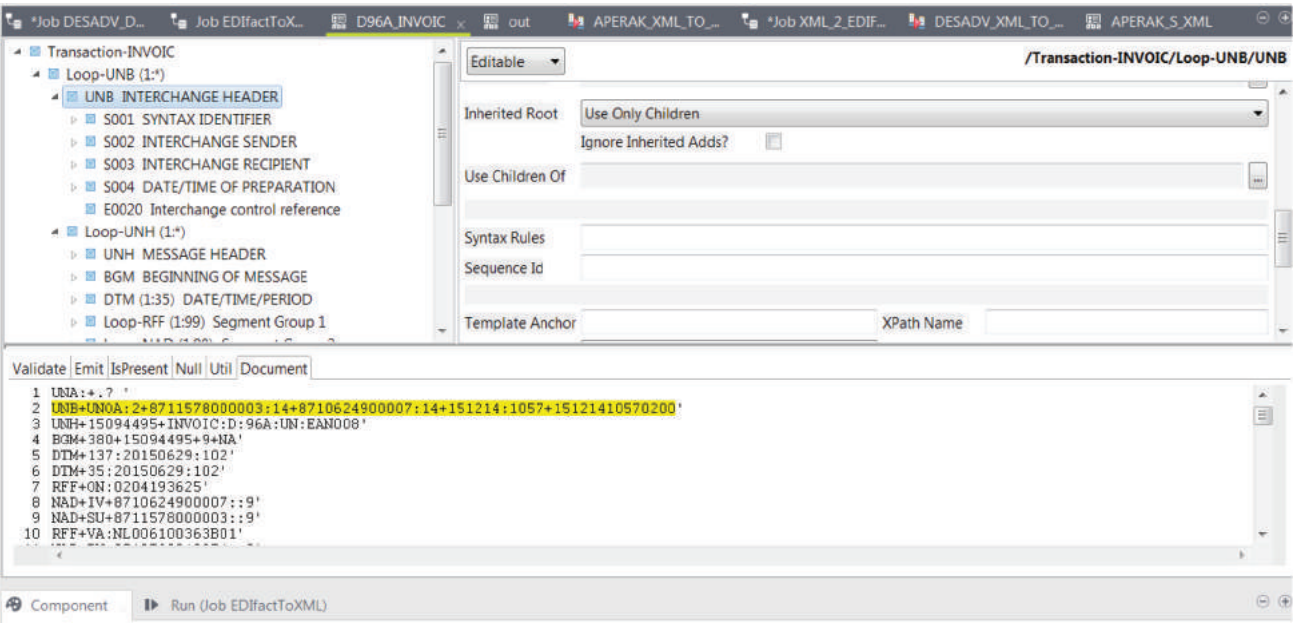 *Job DESADV_D... Job EDIfactToX... D96A_INVOIC out APERAK_XML_TO_... *Job XML_2_EDIF... DESADV_XML_TO_... APERAK_S_XML
Transaction-INVOIC
Loop-UNB (1:*)
UNB INTERCHANGE HEADER
S001 SYNTAX IDENTIFIER
S002 INTERCHANGE SENDER
S003 INTERCHANGE RECIPIENT
S004 DATE/TIME OF PREPARATION
E0020 Interchange control reference
Loop-UNH (1:*)
UNH MESSAGE HEADER
BGM BEGINNING OF MESSAGE
DTM (1:35) DATE/TIME/PERIOD
Loop-RFF (1:99) Segment Group 1
Editable /Transaction-INVOIC/Loop-UNB/UNB
Inherited Root Use Only Children
Ignore Inherited Adds?
Use Children Of ...
Syntax Rules
Sequence Id
Template Anchor XPath Name
Validate Emit IsPresent Null Util Document
1 UNA:+.? '
2 UNB+UNOA:2+8711578000003:14+8710624900007:14+151214:1057+15121410570200'
3 UNH+15094495+INVOIC:D:96A:UN:EAN008'
4 BGM+380+15094495+9+NA'
5 DTM+137:20150629:102'
6 DTM+35:20150629:102'
7 RFF+ON:0204193625'
8 NAD+IV+8710624900007::9'
9 NAD+SU+8711578000003::9'
10 RFF+VA:NL006100363B01'
Component Run (Job EDIfactToXML)